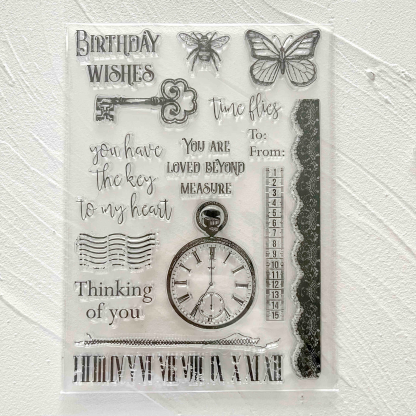 BIRTHDAY
WISHES
time flies
To:
From:
you have
the key
to my heart
YOU ARE
LOVED BEYOND
MEASURE
1
2
3
4
5
6
7
8
9
10
11
12
13
14
15
Thinking
of you